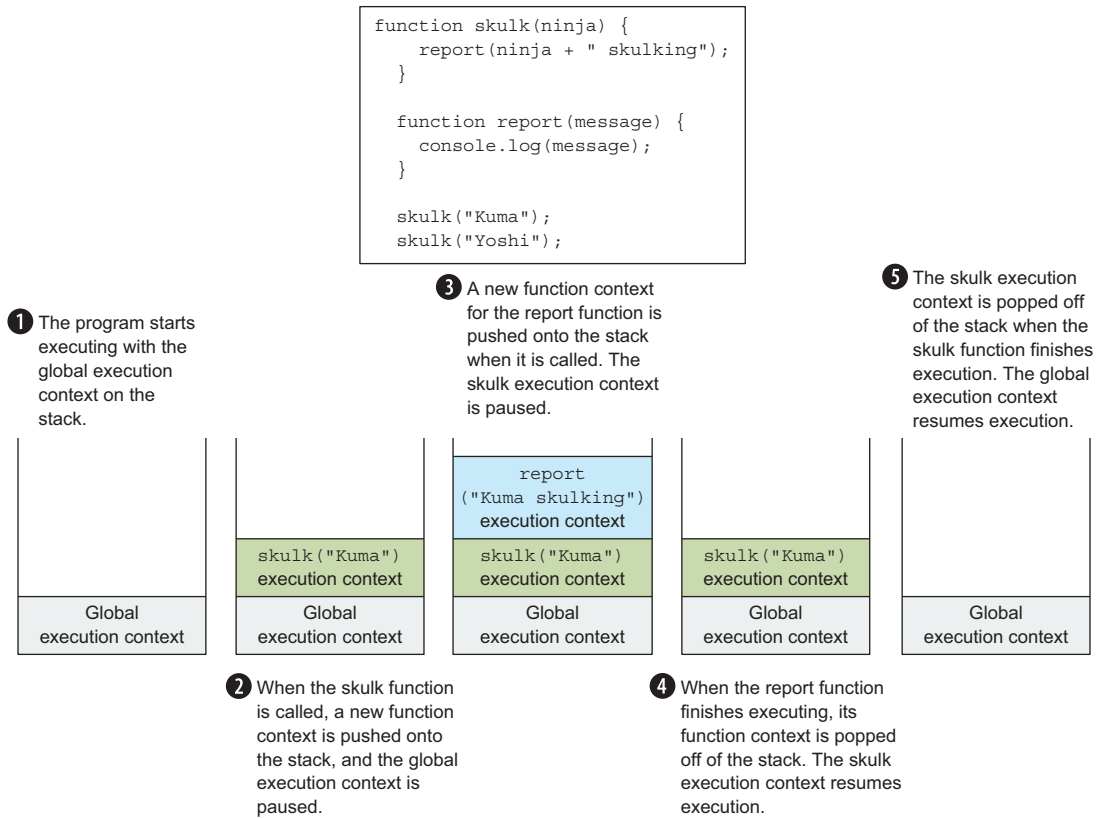 function skulk(ninja) {
report(ninja + " skulking");
}
function report(message) {
console.log(message);
}
skulk("Kuma");
skulk("Yoshi");
1 The program starts
executing with the
global execution
context on the
stack.
3 A new function context
for the report function is
pushed onto the stack
when it is called. The
skulk execution context
is paused.
5 The skulk execution
context is popped off
of the stack when the
skulk function finishes
execution. The global
execution context
resumes execution.
Global
execution context
skulk("Kuma")
execution context
Global
execution context
report
("Kuma skulking")
execution context
skulk("Kuma")
execution context
Global
execution context
skulk("Kuma")
execution context
Global
execution context
Global
execution context
2 When the skulk function
is called, a new function
context is pushed onto
the stack, and the global
execution context is
paused.
4 When the report function
finishes executing, its
function context is popped
off of the stack. The skulk
execution context resumes
execution.